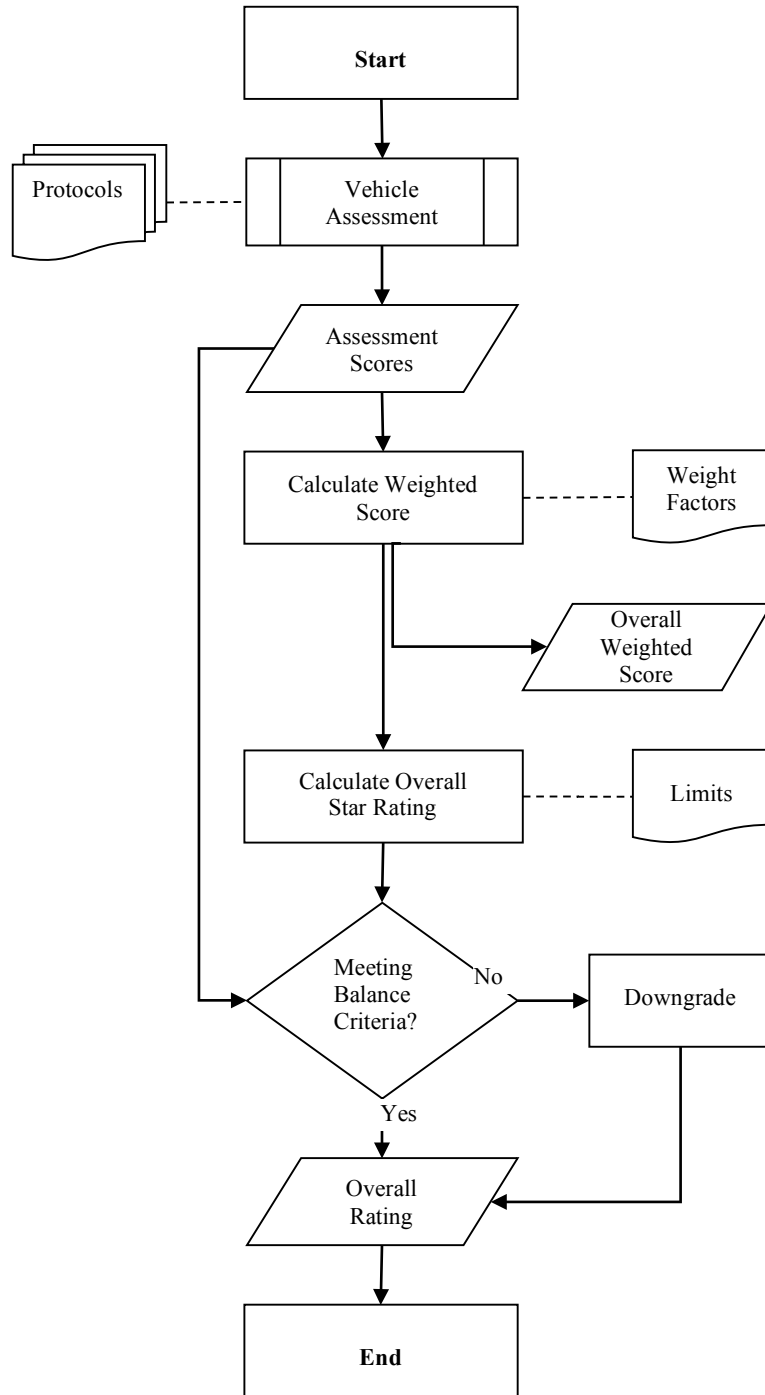 Start
Protocols
Vehicle
Assessment
Assessment
Scores
Calculate Weighted
Score
Weight
Factors
Overall
Weighted
Score
Calculate Overall
Star Rating
Limits
Meeting
Balance
Criteria?
No
Downgrade
Yes
Overall
Rating
End